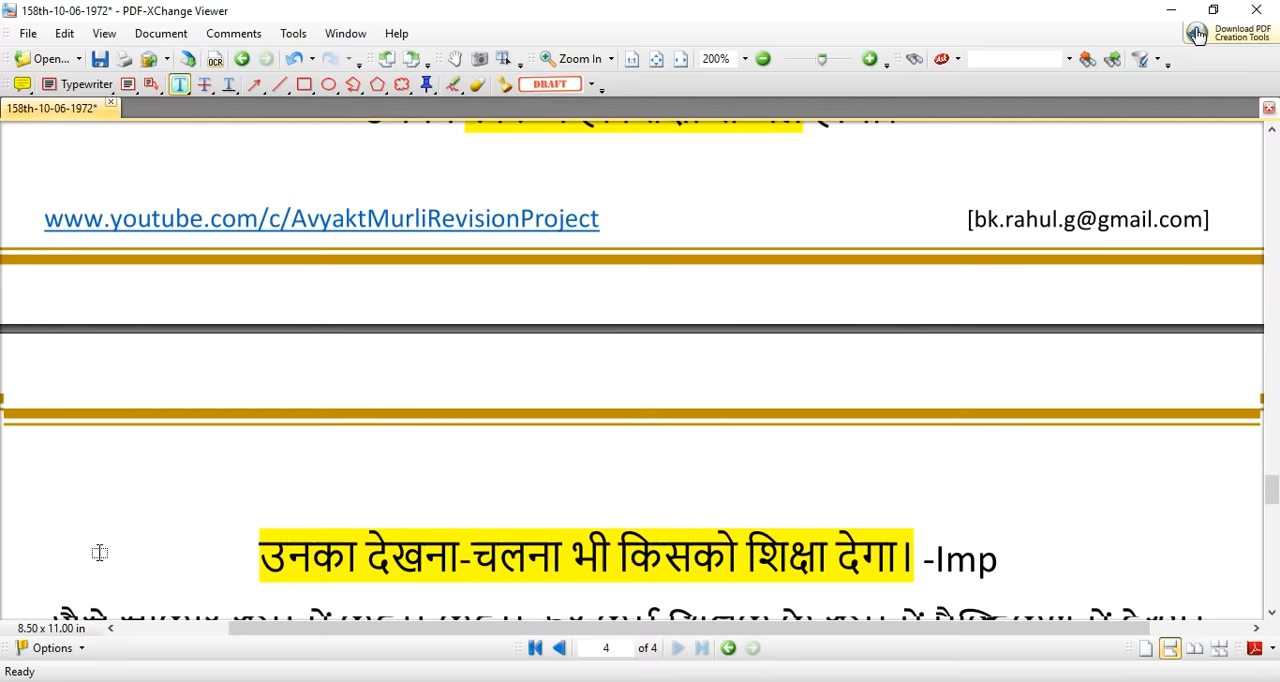 158th-10-06-1972* - PDF-XChange Viewer
File Edit View Document Comments Tools Window Help
Download PDF
Creation Tools
Open... OCR Zoom In 1:1 200%
Typewriter T T T DRAFT
158th-10-06-1972*
www.youtube.com/c/AvyaktMurliRevisionProject [bk.rahul.g@gmail.com]
उनका देखना-चलना भी किसको शिक्षा देगा। -Imp
8.50 x 11.00 in
Options 4 of 4
Ready